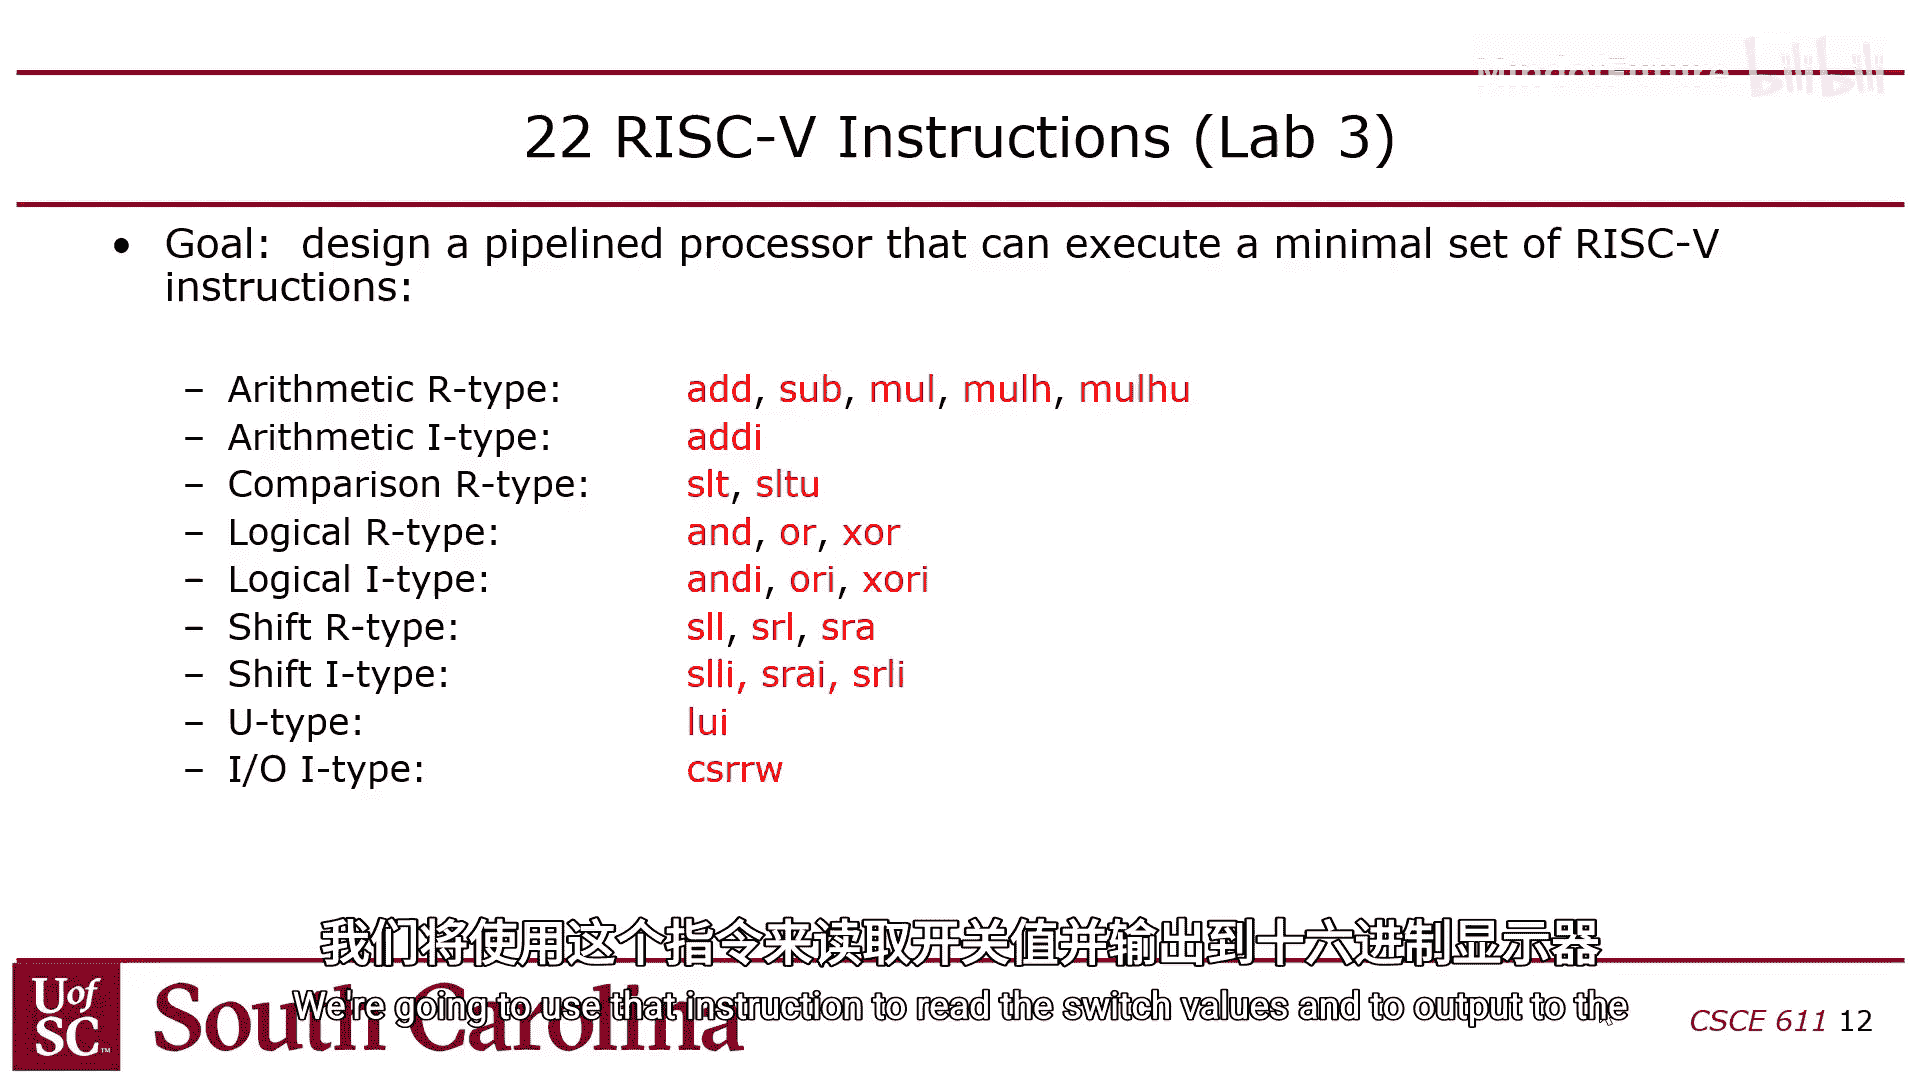 22 RISC-V Instructions (Lab 3)
• Goal: design a pipelined processor that can execute a minimal set of RISC-V
instructions:
– Arithmetic R-type: add, sub, mul, mulh, mulhu
– Arithmetic I-type: addi
– Comparison R-type: slt, sltu
– Logical R-type: and, or, xor
– Logical I-type: andi, ori, xori
– Shift R-type: sll, srl, sra
– Shift I-type: slli, srai, srli
– U-type: lui
– I/O I-type: csrrw
我们将使用这个指令来读取开关值并输出到十六进制显示器
We're going to use that instruction to read the switch values and to output to the
UofSC™
South Carolina
CSCE 611 12
bilibili